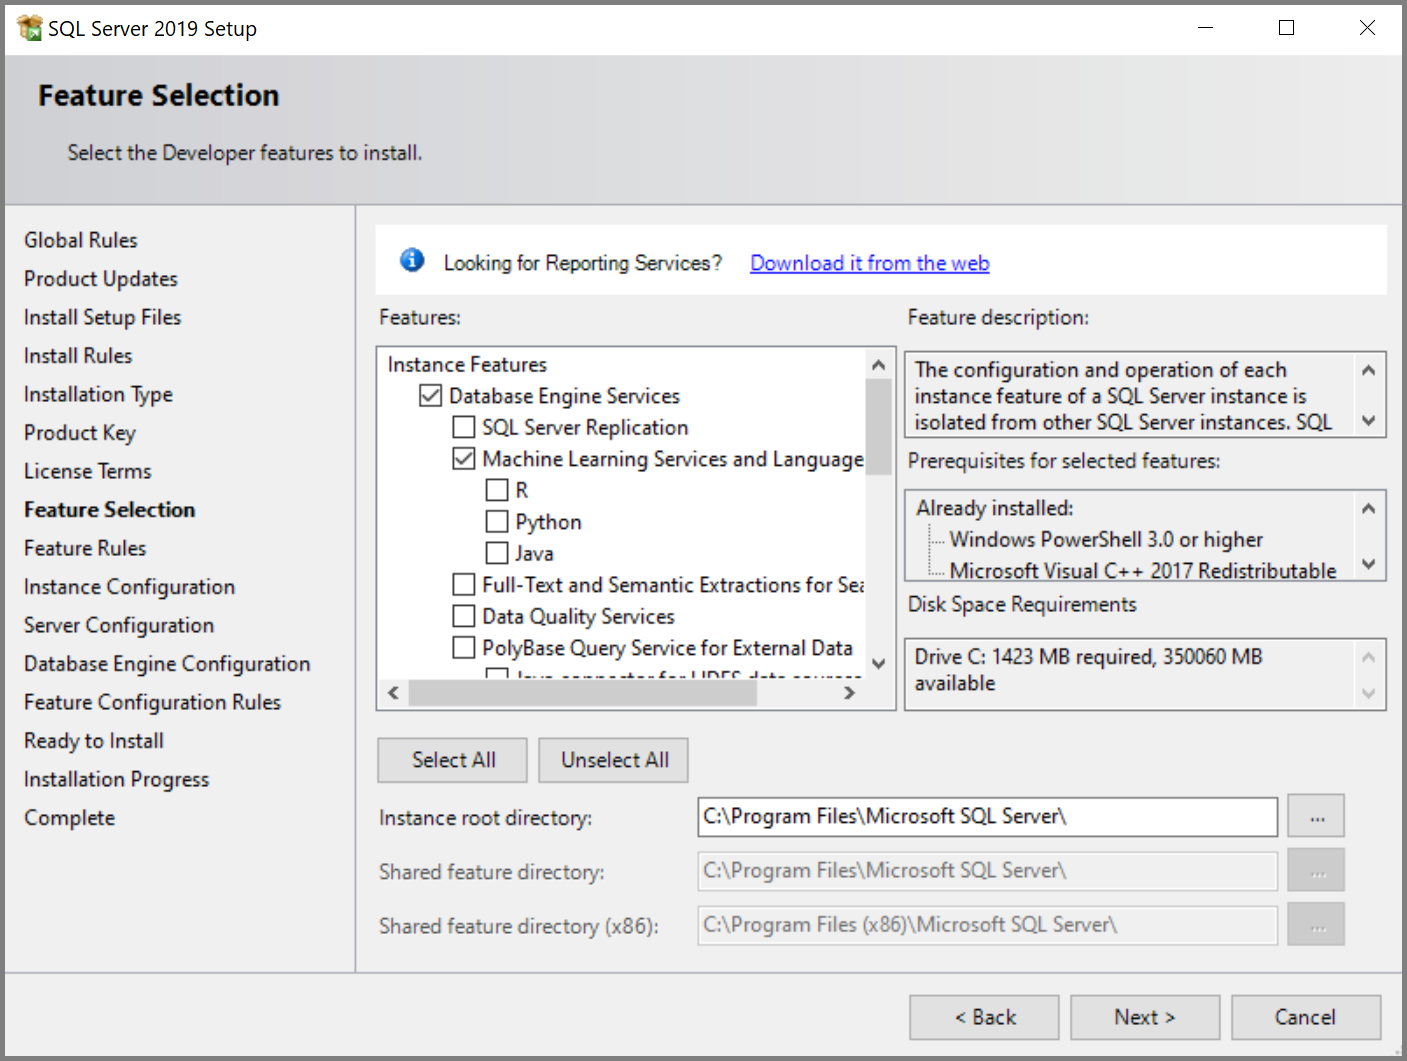 SQL Server 2019 Setup
Feature Selection
Select the Developer features to install.
Global Rules
Product Updates
Install Setup Files
Install Rules
Installation Type
Product Key
License Terms
Feature Selection
Feature Rules
Instance Configuration
Server Configuration
Database Engine Configuration
Feature Configuration Rules
Ready to Install
Installation Progress
Complete
Looking for Reporting Services? Download it from the web
Features:
Instance Features
Database Engine Services
SQL Server Replication
Machine Learning Services and Language
R
Python
Java
Full-Text and Semantic Extractions for Sea
Data Quality Services
PolyBase Query Service for External Data
Java connector for HDFS data sources
Feature description:
The configuration and operation of each
instance feature of a SQL Server instance is
isolated from other SQL Server instances. SQL
Prerequisites for selected features:
Already installed:
Windows PowerShell 3.0 or higher
Microsoft Visual C++ 2017 Redistributable
Disk Space Requirements
Drive C: 1423 MB required, 350060 MB
available
Select All
Unselect All
Instance root directory:
C:\Program Files\Microsoft SQL Server\
...
Shared feature directory:
C:\Program Files\Microsoft SQL Server\
...
Shared feature directory (x86):
C:\Program Files (x86)\Microsoft SQL Server\
...
< Back
Next >
Cancel